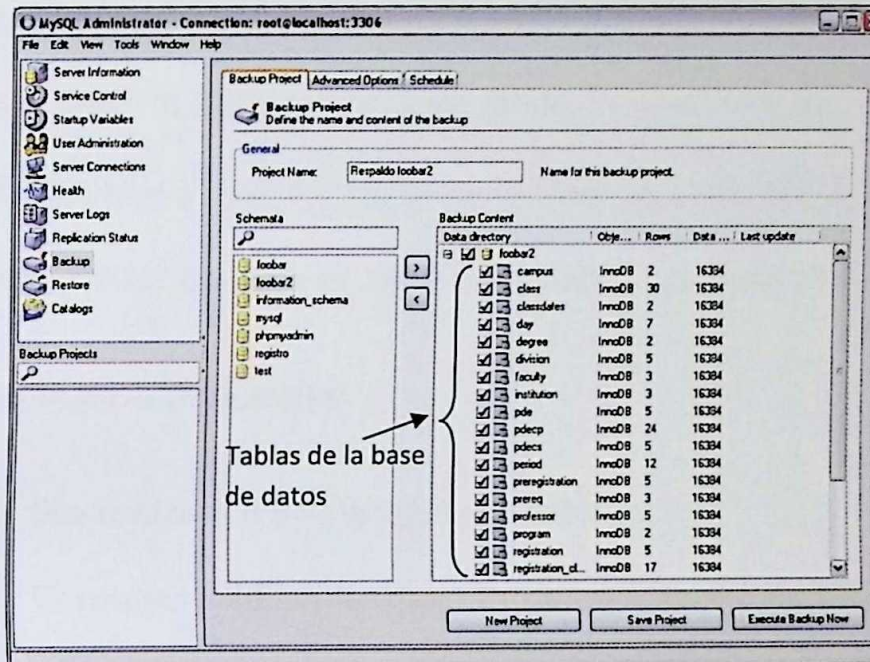 MySQL Administrator - Connection: root@localhost:3306
File Edit View Tools Window Help
Server Information
Service Control
Startup Variables
User Administration
Server Connections
Health
Server Logs
Replication Status
Backup
Restore
Catalogs
Backup Projects
Backup Project Advanced Options Schedule
Backup Project
Define the name and content of the backup
General
Project Name: Respaldo foobar2 Name for this backup project.
Schemata
foobar
foobar2
information_schema
mysql
phpmyadmin
registro
test
Tablas de la base
de datos
Backup Content
Data directory Obje... Rows Data ... Last update
foobar2
campus InnoDB 2 16384
class InnoDB 30 16384
classdates InnoDB 2 16384
day InnoDB 7 16384
degree InnoDB 2 16384
division InnoDB 5 16384
faculty InnoDB 3 16384
institution InnoDB 3 16384
pde InnoDB 5 16384
pdecp InnoDB 24 16384
pdecs InnoDB 5 16384
period InnoDB 12 16384
preregistration InnoDB 5 16384
prereq InnoDB 3 16384
professor InnoDB 5 16384
program InnoDB 2 16384
registration InnoDB 5 16384
registration_cl... InnoDB 17 16384
New Project Save Project Execute Backup Now